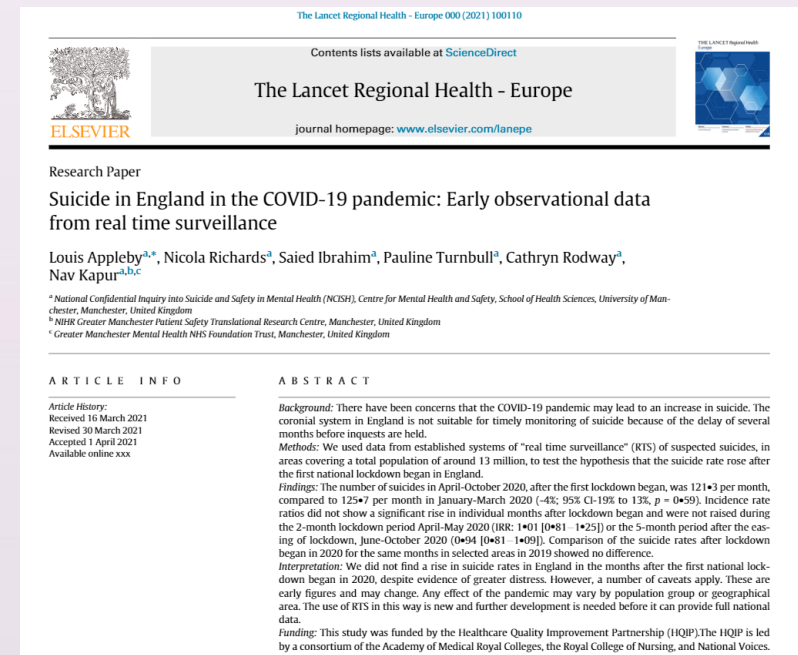 The Lancet Regional Health - Europe 000 (2021) 100110
Contents lists available at ScienceDirect
THE LANCET Regional Health
Europe
The Lancet Regional Health - Europe
ELSEVIER
journal homepage: www.elsevier.com/lanepe
Research Paper
Suicide in England in the COVID-19 pandemic: Early observational data
from real time surveillance
Louis Appleby a,*, Nicola Richards a, Saied Ibrahim a, Pauline Turnbull a, Cathryn Rodway a,
Nav Kapur a,b,c
a National Confidential Inquiry into Suicide and Safety in Mental Health (NCISH), Centre for Mental Health and Safety, School of Health Sciences, University of Man-
chester, Manchester, United Kingdom
b NIHR Greater Manchester Patient Safety Translational Research Centre, Manchester, United Kingdom
c Greater Manchester Mental Health NHS Foundation Trust, Manchester, United Kingdom
ARTICLE INFO
Article History:
Received 16 March 2021
Revised 30 March 2021
Accepted 1 April 2021
Available online xxx
ABSTRACT
Background: There have been concerns that the COVID-19 pandemic may lead to an increase in suicide. The
coronial system in England is not suitable for timely monitoring of suicide because of the delay of several
months before inquests are held.
Methods: We used data from established systems of "real time surveillance" (RTS) of suspected suicides, in
areas covering a total population of around 13 million, to test the hypothesis that the suicide rate rose after
the first national lockdown began in England.
Findings: The number of suicides in April-October 2020, after the first lockdown began, was 121•3 per month,
compared to 125•7 per month in January-March 2020 (-4%; 95% CI-19% to 13%, p = 0•59). Incidence rate
ratios did not show a significant rise in individual months after lockdown began and were not raised during
the 2-month lockdown period April-May 2020 (IRR: 1•01 [0•81–1•25]) or the 5-month period after the eas-
ing of lockdown, June-October 2020 (0•94 [0•81–1•09]). Comparison of the suicide rates after lockdown
began in 2020 for the same months in selected areas in 2019 showed no difference.
Interpretation: We did not find a rise in suicide rates in England in the months after the first national lock-
down began in 2020, despite evidence of greater distress. However, a number of caveats apply. These are
early figures and may change. Any effect of the pandemic may vary by population group or geographical
area. The use of RTS in this way is new and further development is needed before it can provide full national
data.
Funding: This study was funded by the Healthcare Quality Improvement Partnership (HQIP).The HQIP is led
by a consortium of the Academy of Medical Royal Colleges, the Royal College of Nursing, and National Voices.